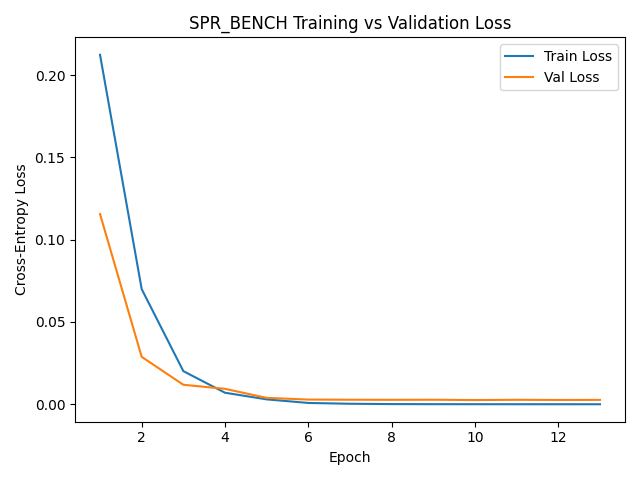 SPR_BENCH Training vs Validation Loss
Train Loss
Val Loss
Cross-Entropy Loss
0.20
0.15
0.10
0.05
0.00
2 4 6 8 10 12
Epoch